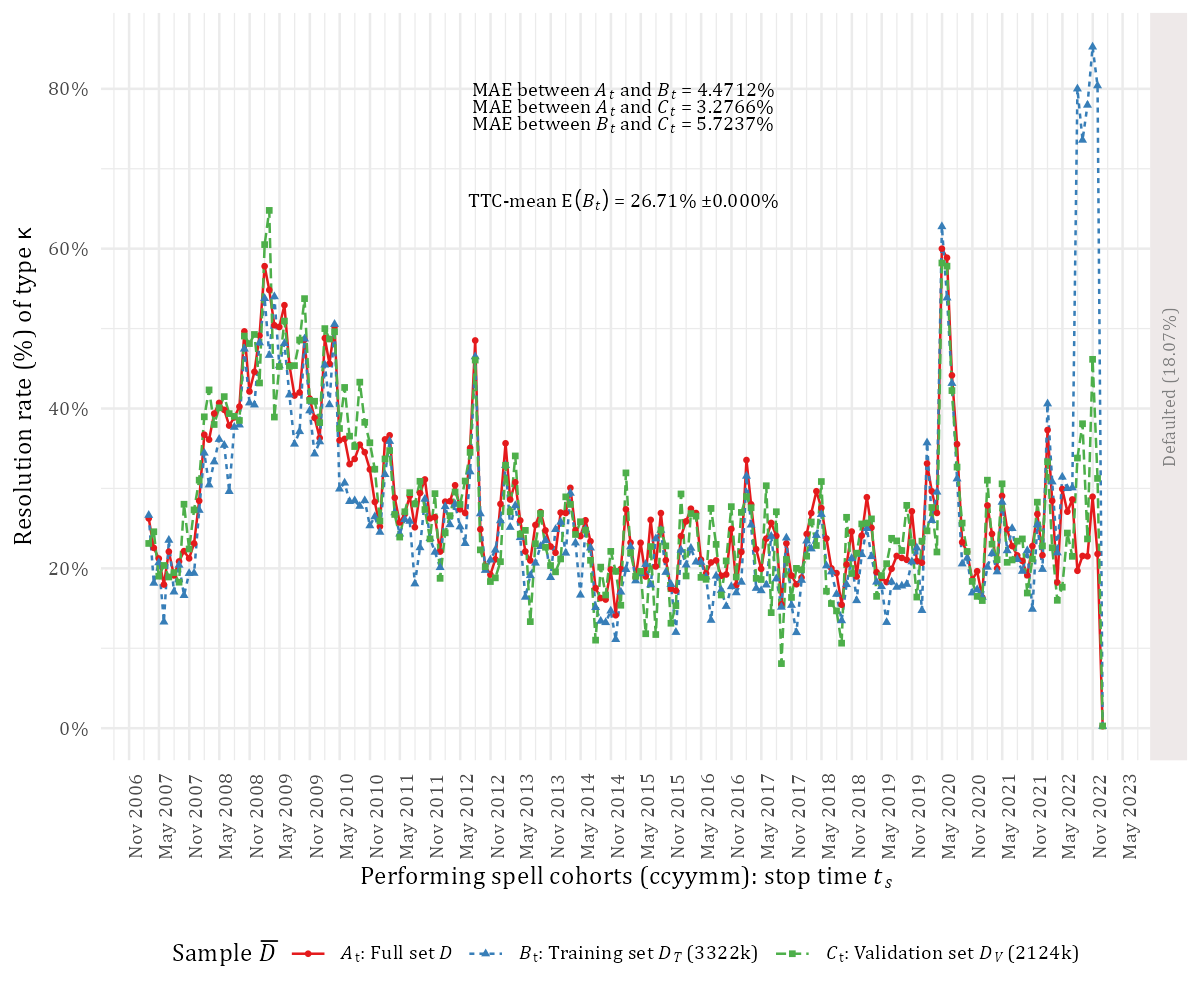 MAE between A_t and B_t = 4.4712%
MAE between A_t and C_t = 3.2766%
MAE between B_t and C_t = 5.7237%
TTC-mean E(B_t) = 26.71% ±0.000%
Resolution rate (%) of type κ
80%
60%
40%
20%
0%
Defaulted (18.07%)
Nov 2006
May 2007
Nov 2007
May 2008
Nov 2008
May 2009
Nov 2009
May 2010
Nov 2010
May 2011
Nov 2011
May 2012
Nov 2012
May 2013
Nov 2013
May 2014
Nov 2014
May 2015
Nov 2015
May 2016
Nov 2016
May 2017
Nov 2017
May 2018
Nov 2018
May 2019
Nov 2019
May 2020
Nov 2020
May 2021
Nov 2021
May 2022
Nov 2022
May 2023
Performing spell cohorts (ccyymm): stop time t_s
Sample D̅ A_t: Full set D B_t: Training set D_T (3322k) C_t: Validation set D_V (2124k)